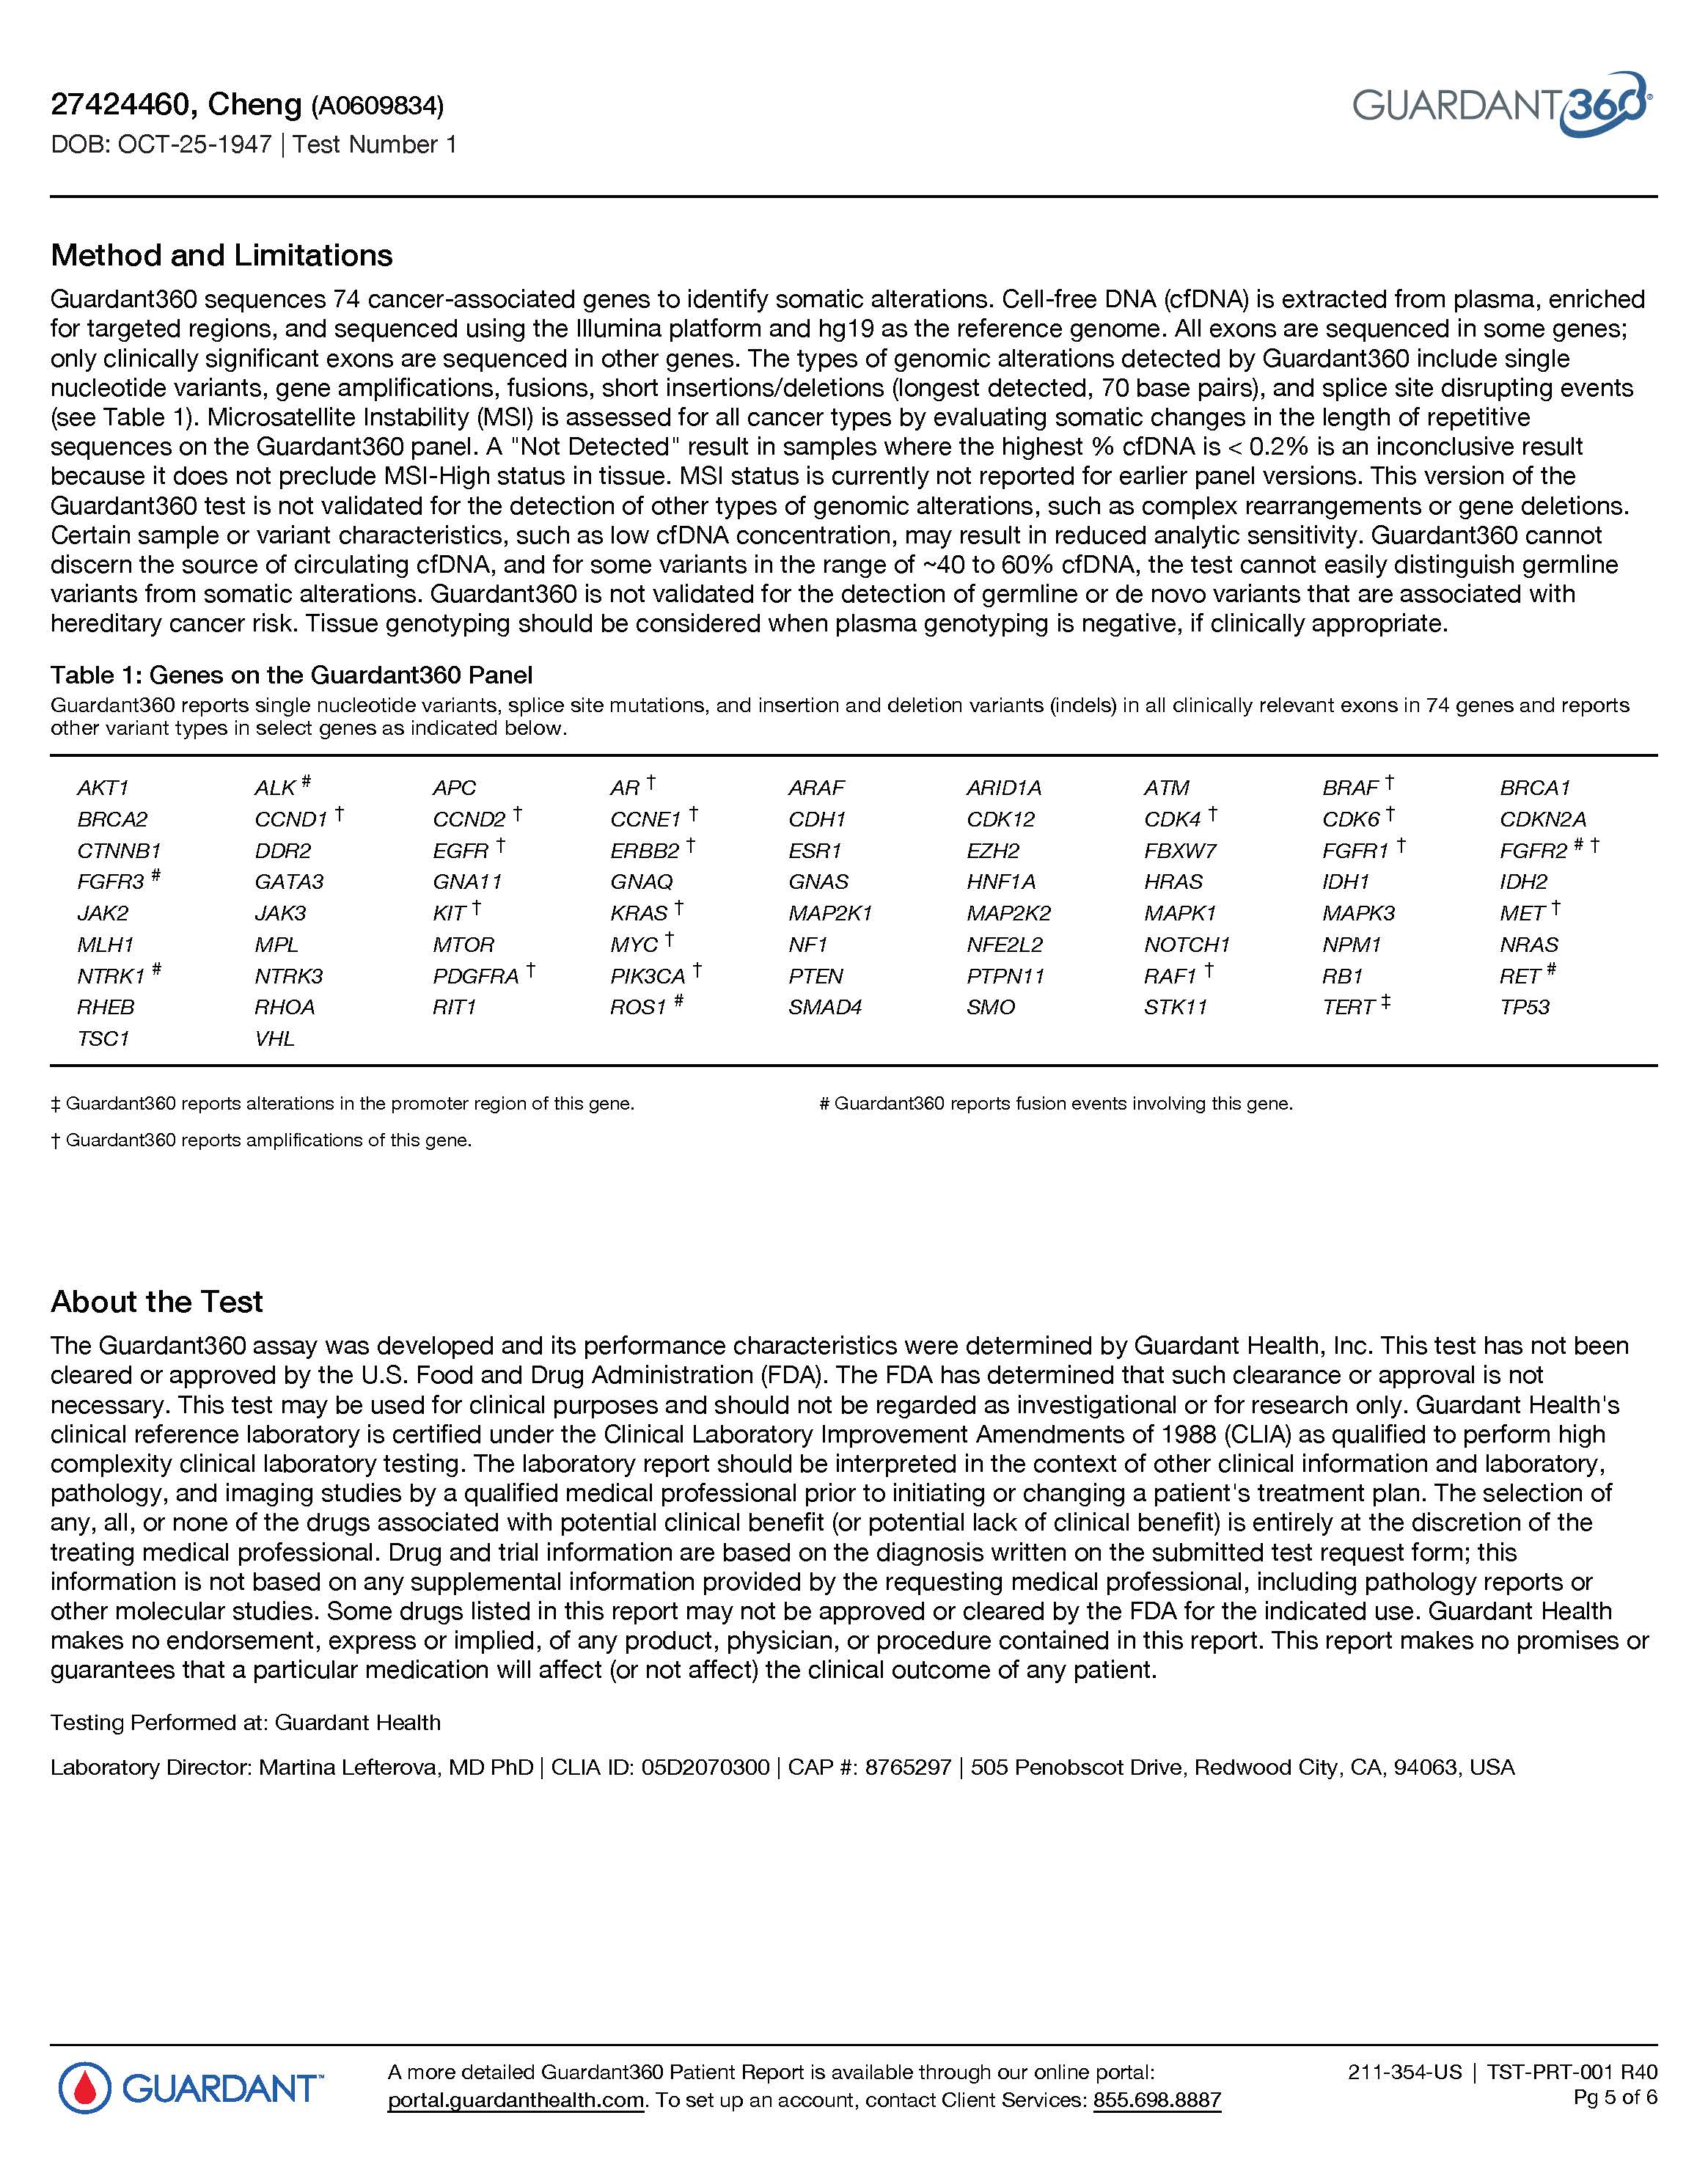 27424460, Cheng (A0609834)
DOB: OCT-25-1947 | Test Number 1
GUARDANT360®
Method and Limitations
Guardant360 sequences 74 cancer-associated genes to identify somatic alterations. Cell-free DNA (cfDNA) is extracted from plasma, enriched
for targeted regions, and sequenced using the Illumina platform and hg19 as the reference genome. All exons are sequenced in some genes;
only clinically significant exons are sequenced in other genes. The types of genomic alterations detected by Guardant360 include single
nucleotide variants, gene amplifications, fusions, short insertions/deletions (longest detected, 70 base pairs), and splice site disrupting events
(see Table 1). Microsatellite Instability (MSI) is assessed for all cancer types by evaluating somatic changes in the length of repetitive
sequences on the Guardant360 panel. A "Not Detected" result in samples where the highest % cfDNA is < 0.2% is an inconclusive result
because it does not preclude MSI-High status in tissue. MSI status is currently not reported for earlier panel versions. This version of the
Guardant360 test is not validated for the detection of other types of genomic alterations, such as complex rearrangements or gene deletions.
Certain sample or variant characteristics, such as low cfDNA concentration, may result in reduced analytic sensitivity. Guardant360 cannot
discern the source of circulating cfDNA, and for some variants in the range of ~40 to 60% cfDNA, the test cannot easily distinguish germline
variants from somatic alterations. Guardant360 is not validated for the detection of germline or de novo variants that are associated with
hereditary cancer risk. Tissue genotyping should be considered when plasma genotyping is negative, if clinically appropriate.
Table 1: Genes on the Guardant360 Panel
Guardant360 reports single nucleotide variants, splice site mutations, and insertion and deletion variants (indels) in all clinically relevant exons in 74 genes and reports
other variant types in select genes as indicated below.
AKT1 ALK # APC AR † ARAF ARID1A ATM BRAF † BRCA1
BRCA2 CCND1 † CCND2 † CCNE1 † CDH1 CDK12 CDK4 † CDK6 † CDKN2A
CTNNB1 DDR2 EGFR † ERBB2 † ESR1 EZH2 FBXW7 FGFR1 † FGFR2 # †
FGFR3 # GATA3 GNA11 GNAQ GNAS HNF1A HRAS IDH1 IDH2
JAK2 JAK3 KIT † KRAS † MAP2K1 MAP2K2 MAPK1 MAPK3 MET †
MLH1 MPL MTOR MYC † NF1 NFE2L2 NOTCH1 NPM1 NRAS
NTRK1 # NTRK3 PDGFRA † PIK3CA † PTEN PTPN11 RAF1 † RB1 RET #
RHEB RHOA RIT1 ROS1 # SMAD4 SMO STK11 TERT ‡ TP53
TSC1 VHL
‡ Guardant360 reports alterations in the promoter region of this gene. # Guardant360 reports fusion events involving this gene.
† Guardant360 reports amplifications of this gene.
About the Test
The Guardant360 assay was developed and its performance characteristics were determined by Guardant Health, Inc. This test has not been
cleared or approved by the U.S. Food and Drug Administration (FDA). The FDA has determined that such clearance or approval is not
necessary. This test may be used for clinical purposes and should not be regarded as investigational or for research only. Guardant Health's
clinical reference laboratory is certified under the Clinical Laboratory Improvement Amendments of 1988 (CLIA) as qualified to perform high
complexity clinical laboratory testing. The laboratory report should be interpreted in the context of other clinical information and laboratory,
pathology, and imaging studies by a qualified medical professional prior to initiating or changing a patient's treatment plan. The selection of
any, all, or none of the drugs associated with potential clinical benefit (or potential lack of clinical benefit) is entirely at the discretion of the
treating medical professional. Drug and trial information are based on the diagnosis written on the submitted test request form; this
information is not based on any supplemental information provided by the requesting medical professional, including pathology reports or
other molecular studies. Some drugs listed in this report may not be approved or cleared by the FDA for the indicated use. Guardant Health
makes no endorsement, express or implied, of any product, physician, or procedure contained in this report. This report makes no promises or
guarantees that a particular medication will affect (or not affect) the clinical outcome of any patient.
Testing Performed at: Guardant Health
Laboratory Director: Martina Lefterova, MD PhD | CLIA ID: 05D2070300 | CAP #: 8765297 | 505 Penobscot Drive, Redwood City, CA, 94063, USA
GUARDANT™
A more detailed Guardant360 Patient Report is available through our online portal:
portal.guardanthealth.com. To set up an account, contact Client Services: 855.698.8887
211-354-US | TST-PRT-001 R40
Pg 5 of 6